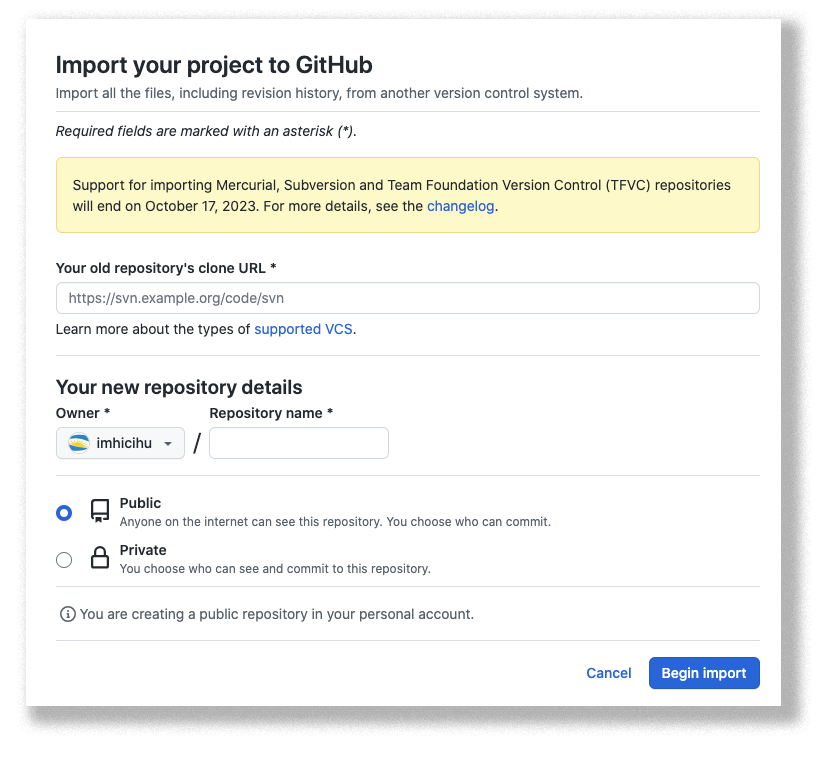 Import your project to GitHub
Import all the files, including revision history, from another version control system.
Required fields are marked with an asterisk (*).
Support for importing Mercurial, Subversion and Team Foundation Version Control (TFVC) repositories
will end on October 17, 2023. For more details, see the changelog.
Your old repository's clone URL *
https://svn.example.org/code/svn
Learn more about the types of supported VCS.
Your new repository details
Owner *
Repository name *
imhicihu
/
Public
Anyone on the internet can see this repository. You choose who can commit.
Private
You choose who can see and commit to this repository.
You are creating a public repository in your personal account.
Cancel
Begin import